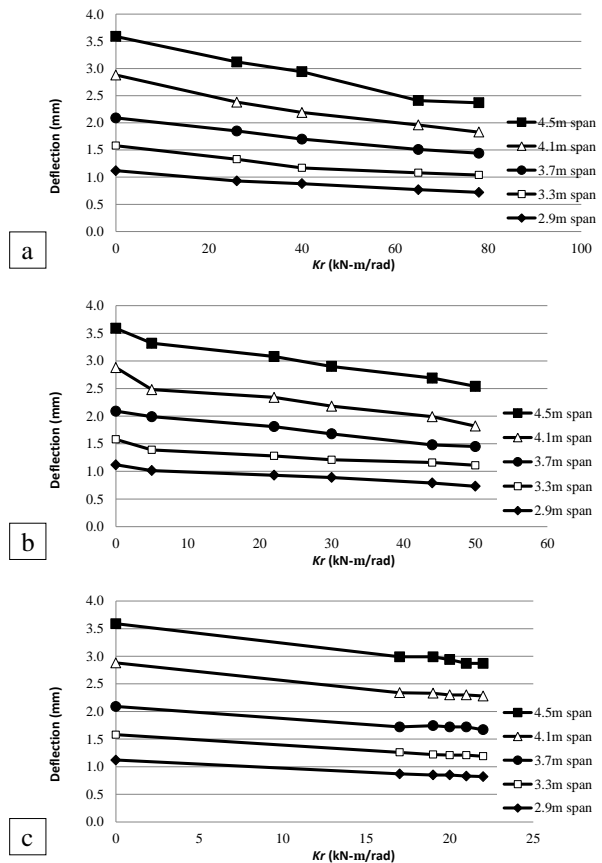 4.0
3.5
3.0
2.5
2.0
1.5
1.0
0.5
0.0
Deflection (mm)
0 20 40 60 80 100
Kr (kN-m/rad)
4.5m span
4.1m span
3.7m span
3.3m span
2.9m span
a
4.0
3.5
3.0
2.5
2.0
1.5
1.0
0.5
0.0
Deflection (mm)
0 10 20 30 40 50 60
Kr (kN-m/rad)
4.5m span
4.1m span
3.7m span
3.3m span
2.9m span
b
4.0
3.5
3.0
2.5
2.0
1.5
1.0
0.5
0.0
Deflection (mm)
0 5 10 15 20 25
Kr (kN-m/rad)
4.5m span
4.1m span
3.7m span
3.3m span
2.9m span
c